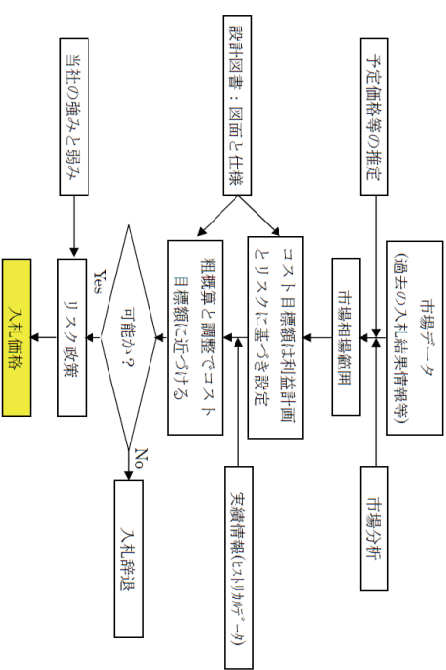 市場データ
(過去の入札結果情報等)
予定価格等の推定
市場分析
市場相場範囲
設計図書：図面と仕様
コスト目標額は利益計画
とリスクに基づき設定
実績情報(ﾋｽﾄﾘｶﾙﾃﾞｰﾀ)
粗概算と調整でコスト
目標額に近づける
可能か？
No
入札辞退
Yes
当社の強みと弱み
リスク政策
入札価格